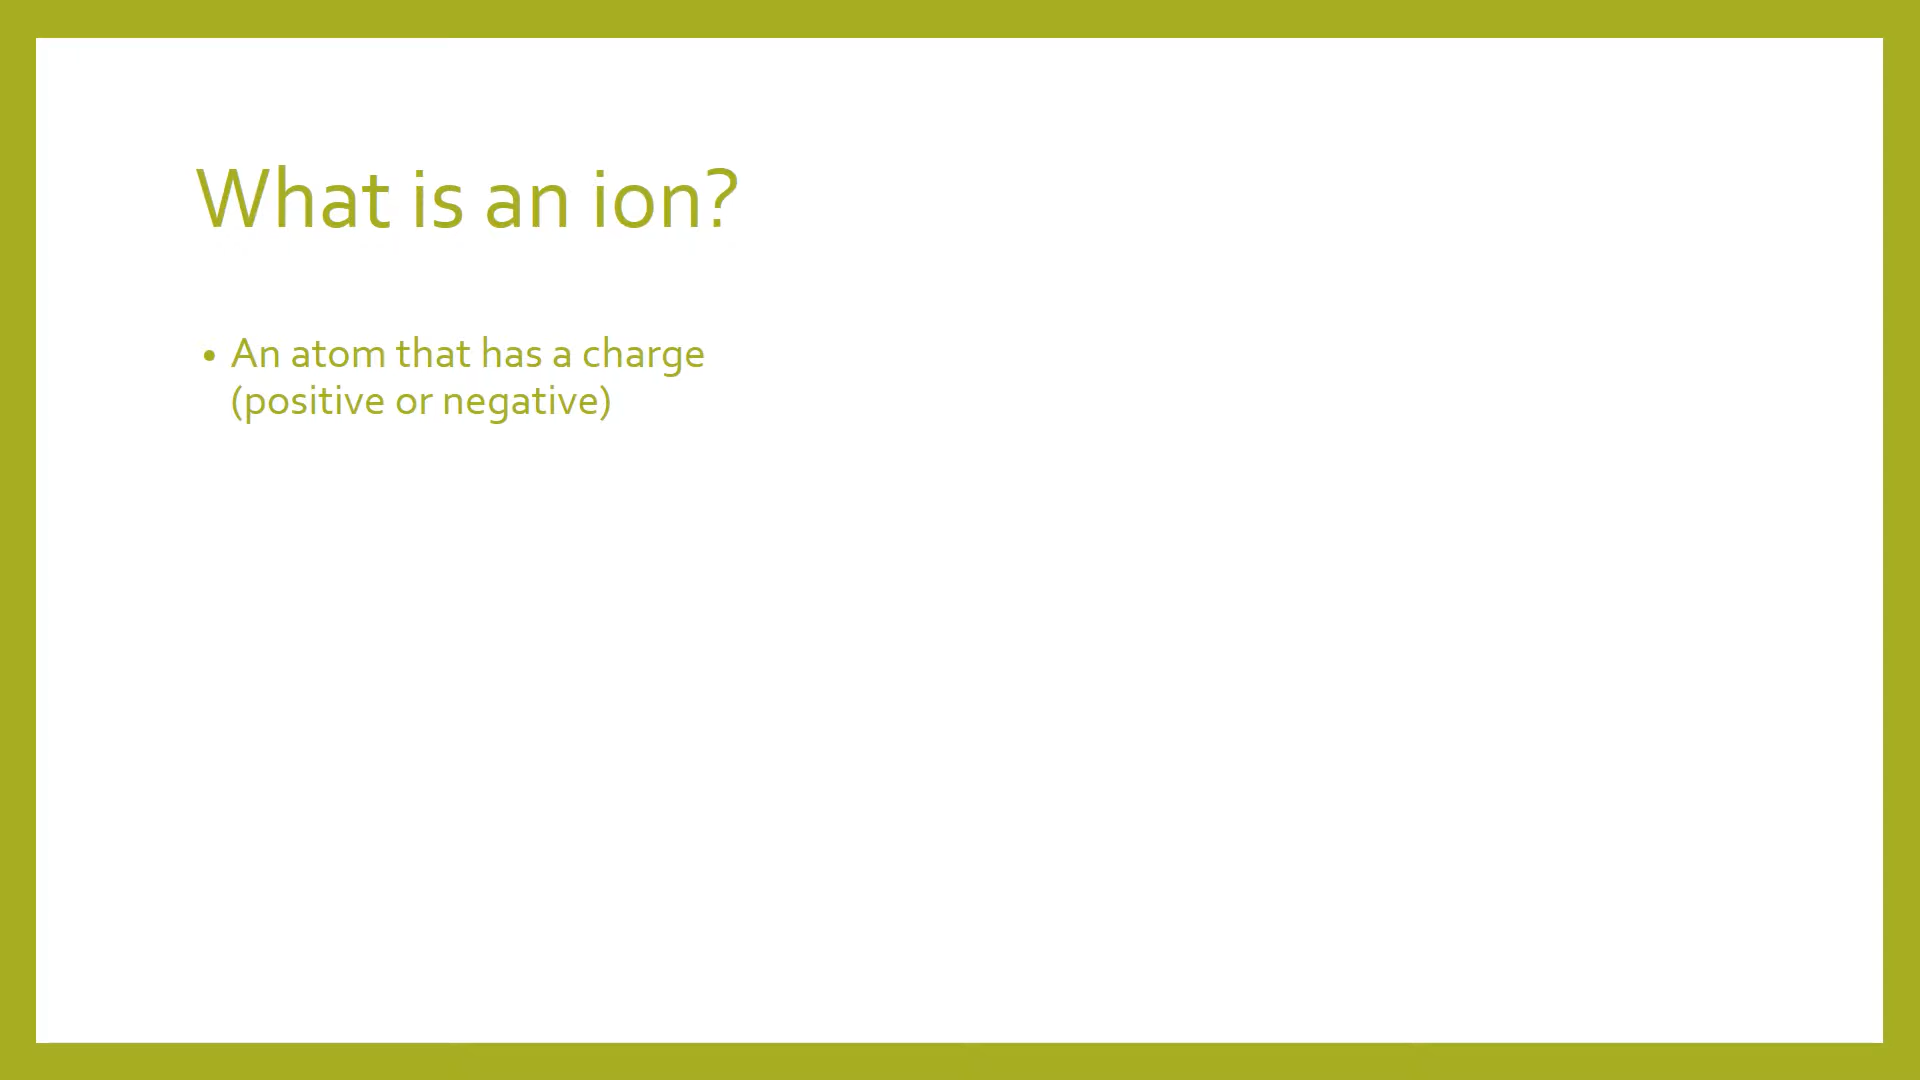 What is an ion?
• An atom that has a charge
(positive or negative)